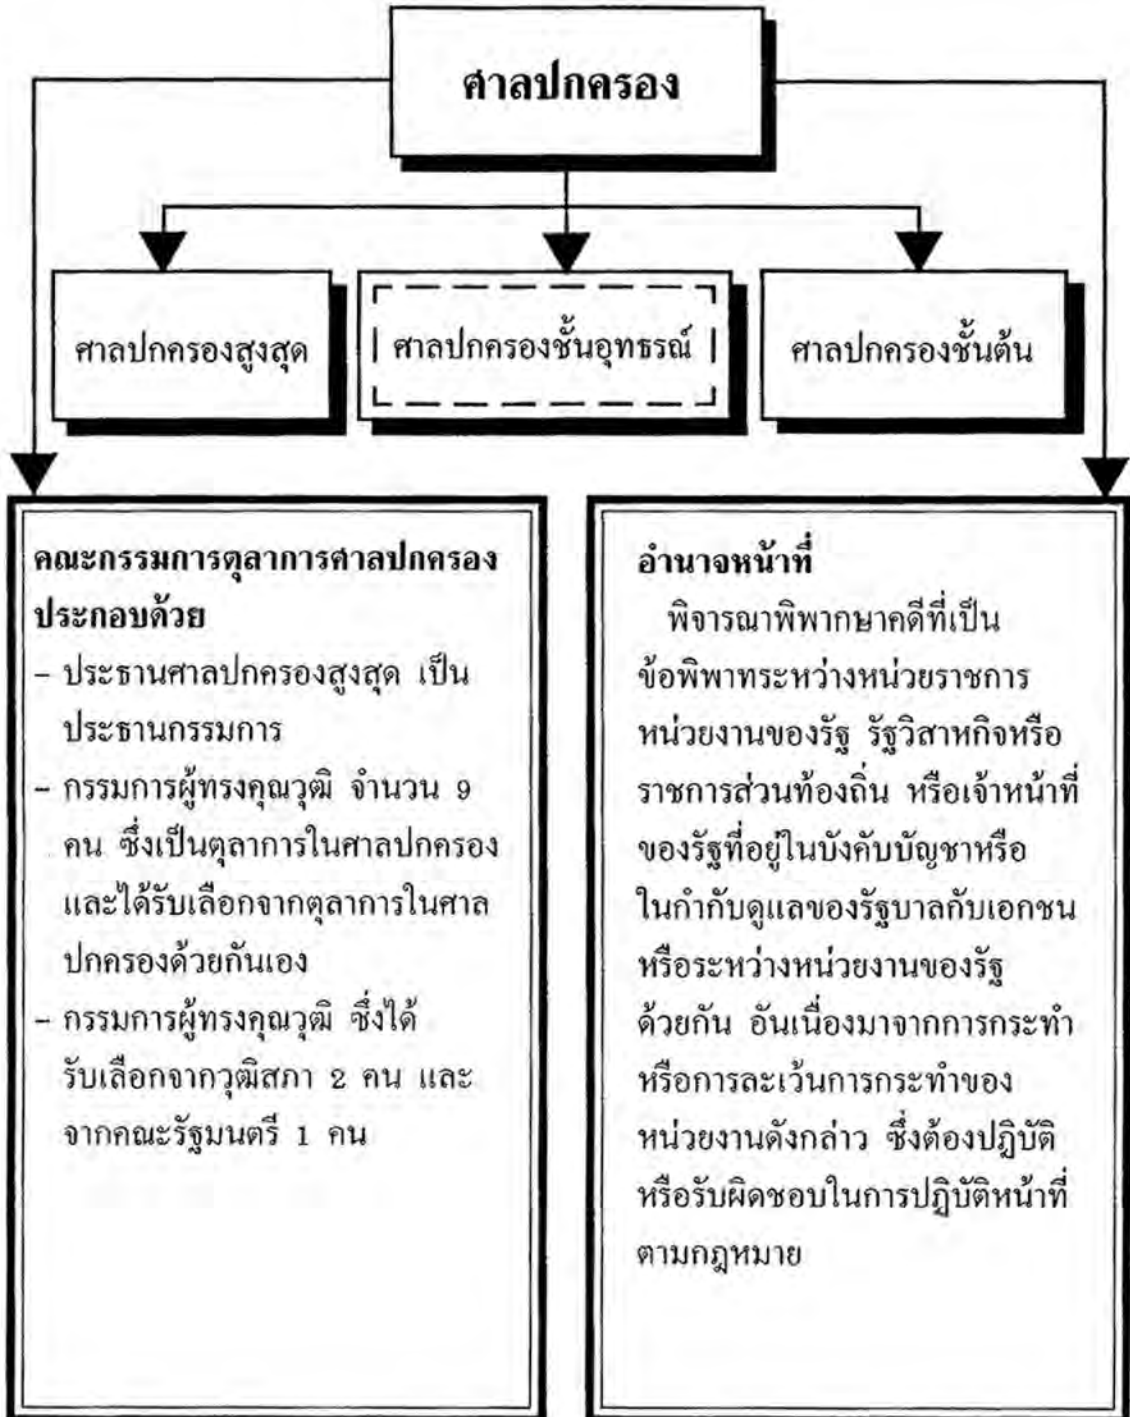 ศาลปกครอง
ศาลปกครองสูงสุด
ศาลปกครองชั้นอุทธรณ์
ศาลปกครองชั้นต้น
คณะกรรมการตุลาการศาลปกครอง
ประกอบด้วย
- ประธานศาลปกครองสูงสุด เป็น
ประธานกรรมการ
- กรรมการผู้ทรงคุณวุฒิ จำนวน 9
คน ซึ่งเป็นตุลาการในศาลปกครอง
และได้รับเลือกจากตุลาการในศาล
ปกครองด้วยกันเอง
- กรรมการผู้ทรงคุณวุฒิ ซึ่งได้
รับเลือกจากวุฒิสภา 2 คน และ
จากคณะรัฐมนตรี 1 คน
อำนาจหน้าที่
พิจารณาพิพากษาคดีที่เป็น
ข้อพิพาทระหว่างหน่วยราชการ
หน่วยงานของรัฐ รัฐวิสาหกิจหรือ
ราชการส่วนท้องถิ่น หรือเจ้าหน้าที่
ของรัฐที่อยู่ในบังคับบัญชาหรือ
ในกำกับดูแลของรัฐบาลกับเอกชน
หรือระหว่างหน่วยงานของรัฐ
ด้วยกัน อันเนื่องมาจากการกระทำ
หรือการละเว้นการกระทำของ
หน่วยงานดังกล่าว ซึ่งต้องปฏิบัติ
หรือรับผิดชอบในการปฏิบัติหน้าที่
ตามกฎหมาย